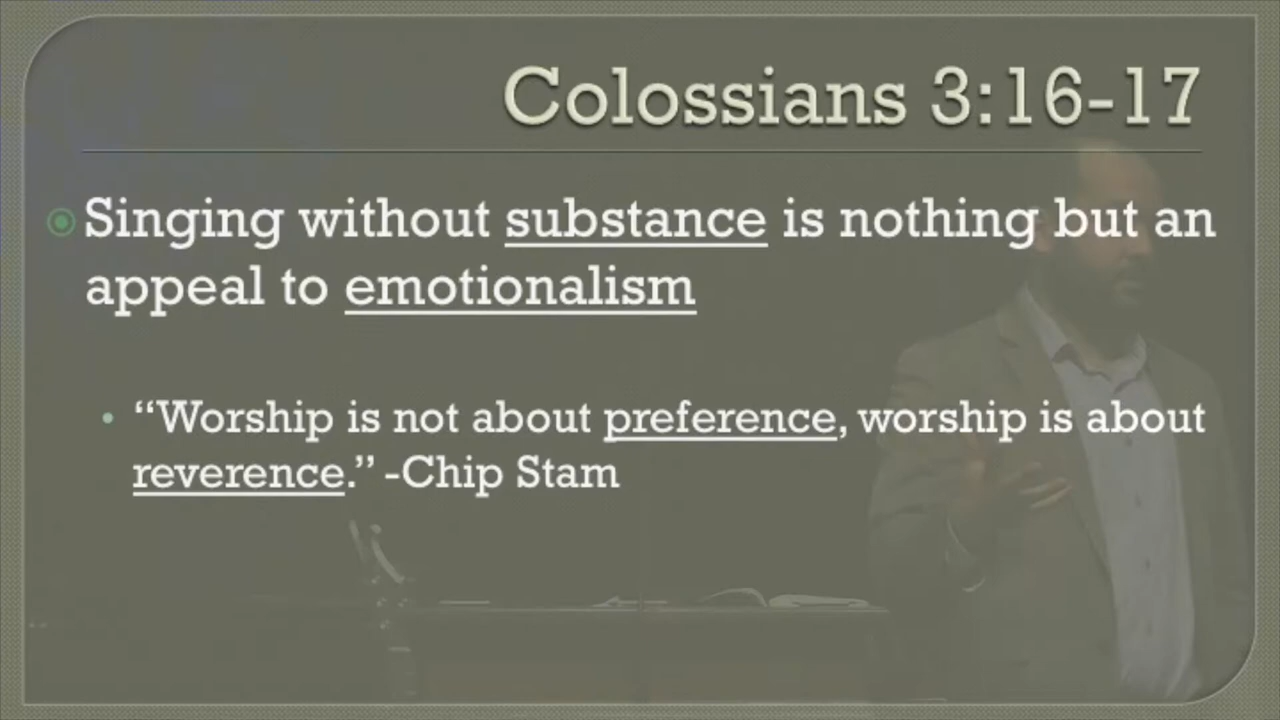 Colossians 3:16-17
Singing without substance is nothing but an
appeal to emotionalism
“Worship is not about preference, worship is about
reverence.” -Chip Stam